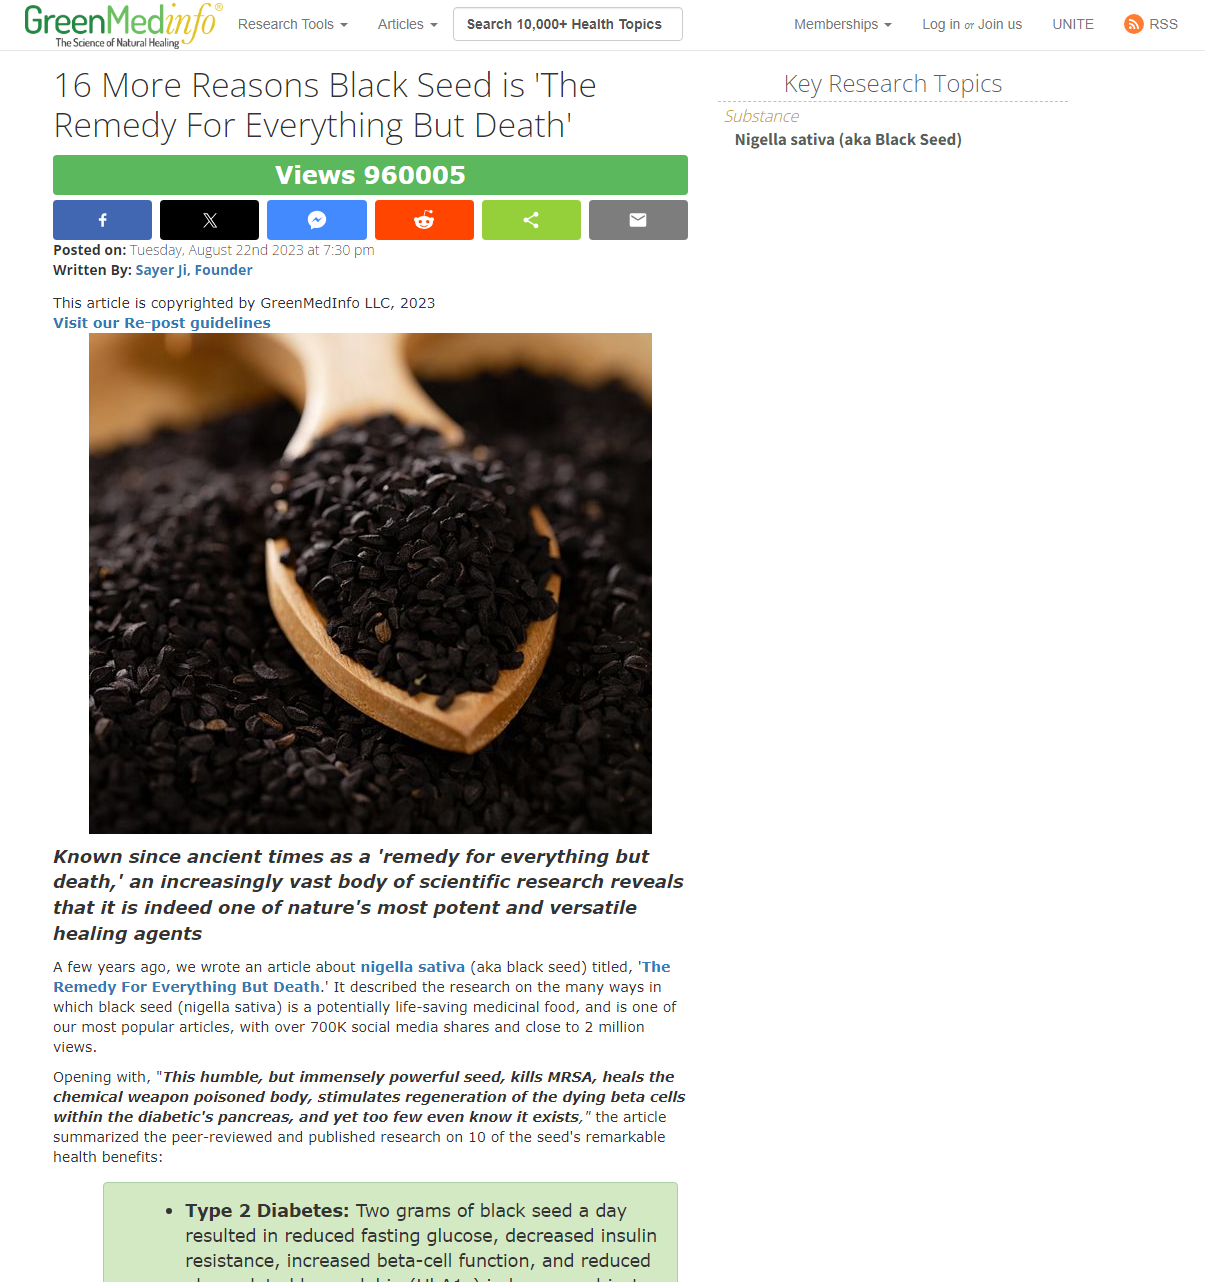 GreenMedinfo®
The Science of Natural Healing
Research Tools
Articles
Search 10,000+ Health Topics
Memberships
Log in or Join us
UNITE
RSS
16 More Reasons Black Seed is 'The
Remedy For Everything But Death'
Views 960005
Posted on: Tuesday, August 22nd 2023 at 7:30 pm
Written By: Sayer Ji, Founder
This article is copyrighted by GreenMedInfo LLC, 2023
Visit our Re-post guidelines
Known since ancient times as a 'remedy for everything but
death,' an increasingly vast body of scientific research reveals
that it is indeed one of nature's most potent and versatile
healing agents
A few years ago, we wrote an article about nigella sativa (aka black seed) titled, 'The
Remedy For Everything But Death.' It described the research on the many ways in
which black seed (nigella sativa) is a potentially life-saving medicinal food, and is one of
our most popular articles, with over 700K social media shares and close to 2 million
views.
Opening with, "This humble, but immensely powerful seed, kills MRSA, heals the
chemical weapon poisoned body, stimulates regeneration of the dying beta cells
within the diabetic's pancreas, and yet too few even know it exists," the article
summarized the peer-reviewed and published research on 10 of the seed's remarkable
health benefits:
• Type 2 Diabetes: Two grams of black seed a day
resulted in reduced fasting glucose, decreased insulin
resistance, increased beta-cell function, and reduced
Key Research Topics
Substance
Nigella sativa (aka Black Seed)